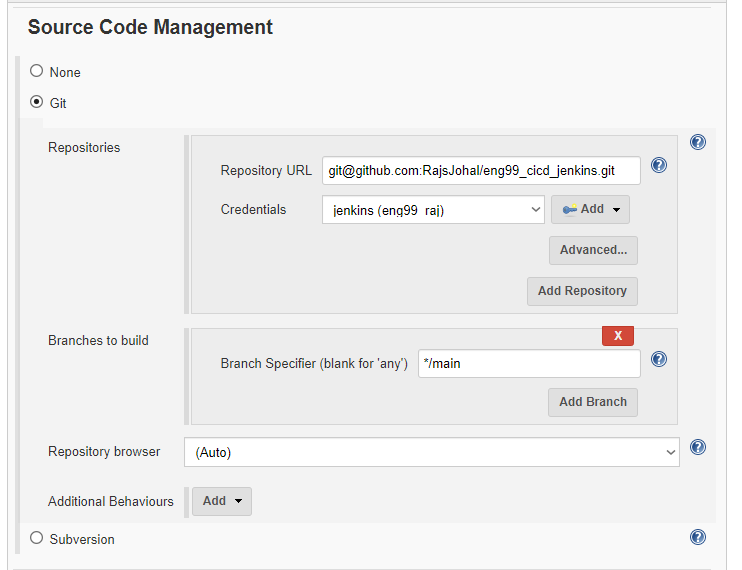 Source Code Management
None
Git
Repositories
Repository URL git@github.com:RajsJohal/eng99_cicd_jenkins.git
Credentials jenkins (eng99_raj) Add
Advanced...
Add Repository
Branches to build
X
Branch Specifier (blank for 'any') */main
Add Branch
Repository browser (Auto)
Additional Behaviours Add
Subversion